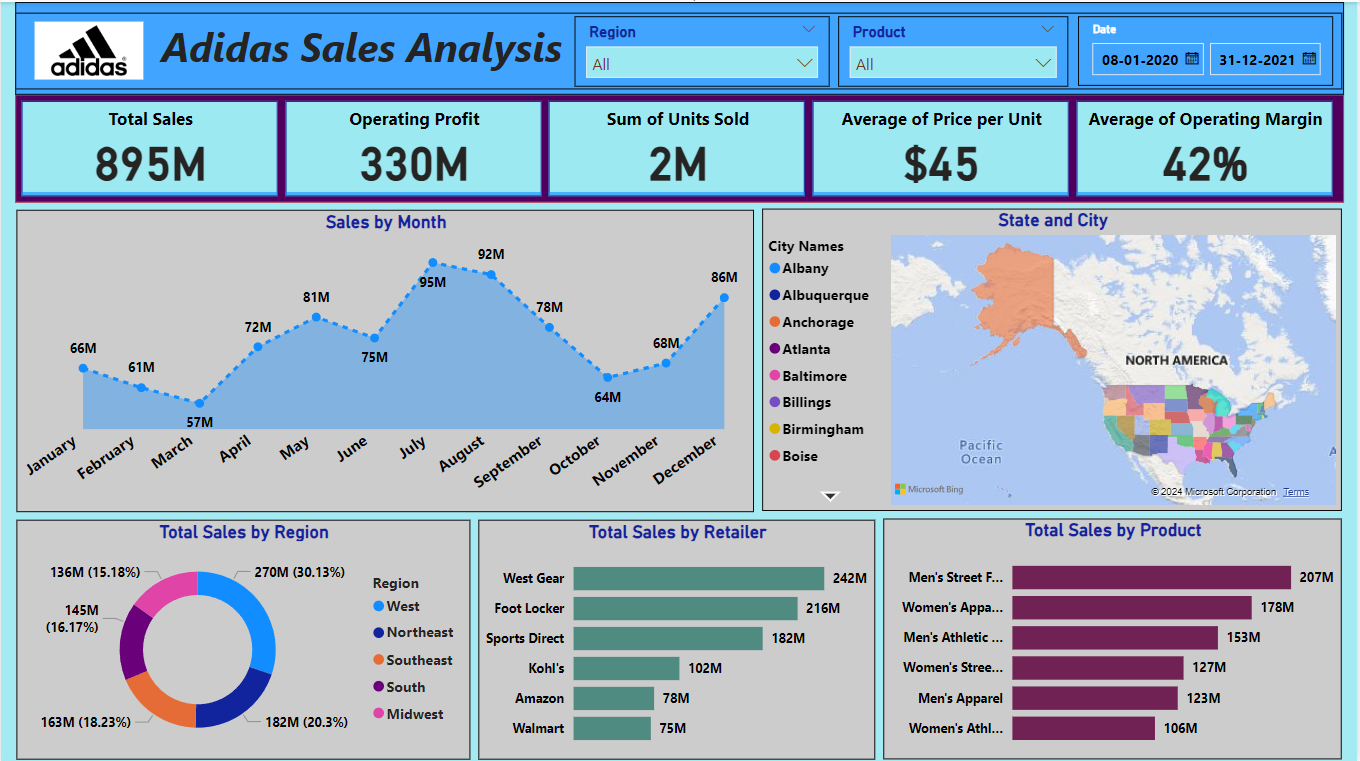 adidas
Adidas Sales Analysis
Region
All
Product
All
Date
08-01-2020
31-12-2021
Total Sales
895M
Operating Profit
330M
Sum of Units Sold
2M
Average of Price per Unit
$45
Average of Operating Margin
42%
Sales by Month
66M
61M
57M
72M
81M
75M
95M
92M
78M
64M
68M
86M
January
February
March
April
May
June
July
August
September
October
November
December
State and City
City Names
Albany
Albuquerque
Anchorage
Atlanta
Baltimore
Billings
Birmingham
Boise
NORTH AMERICA
Pacific
Ocean
A
Microsoft Bing
© 2024 Microsoft Corporation Terms
Total Sales by Region
136M (15.18%)
270M (30.13%)
145M
(16.17%)
163M (18.23%)
182M (20.3%)
Region
West
Northeast
Southeast
South
Midwest
Total Sales by Retailer
West Gear 242M
Foot Locker 216M
Sports Direct 182M
Kohl's 102M
Amazon 78M
Walmart 75M
Total Sales by Product
Men's Street F... 207M
Women's Appa... 178M
Men's Athletic ... 153M
Women's Stree... 127M
Men's Apparel 123M
Women's Athl... 106M